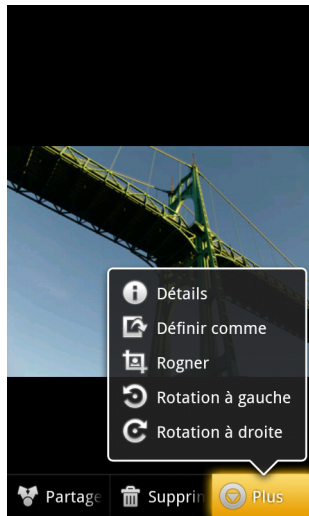 Détails
Définir comme
Rogner
Rotation à gauche
Rotation à droite
Partage
Supprin
Plus